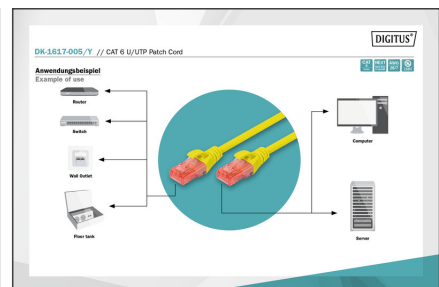 DIGITUS®
DK-1617-005/Y // CAT 6 U/UTP Patch Cord
Anwendungsbeispiel
Example of use
Router
Switch
Wall Outlet
Floor tank
Computer
Server